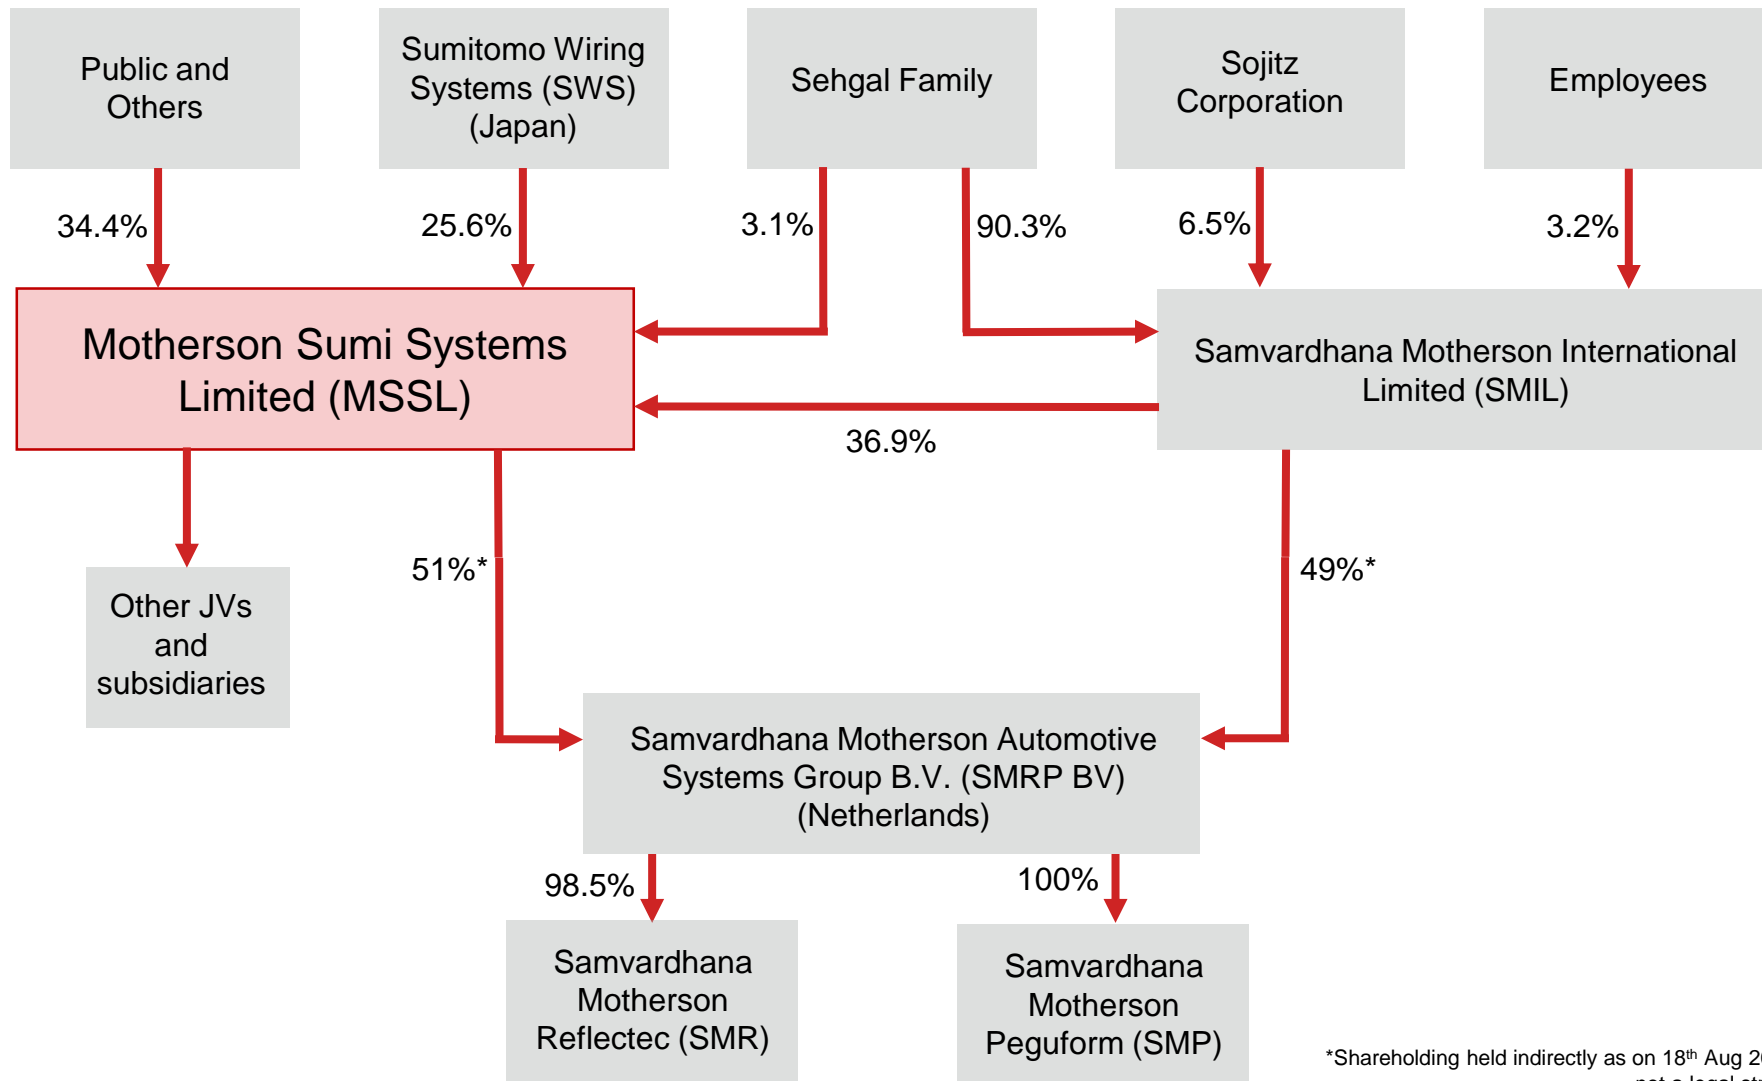 Public and
Others
Sumitomo Wiring
Systems (SWS)
(Japan)
Sehgal Family
Sojitz
Corporation
Employees
34.4%
25.6%
3.1%
90.3%
6.5%
3.2%
Motherson Sumi Systems
Limited (MSSL)
Samvardhana Motherson International
Limited (SMIL)
36.9%
51%*
49%*
Other JVs
and
subsidiaries
Samvardhana Motherson Automotive
Systems Group B.V. (SMRP BV)
(Netherlands)
98.5%
100%
Samvardhana
Motherson
Reflectec (SMR)
Samvardhana
Motherson
Peguform (SMP)
*Shareholding held indirectly as on 18th Aug
not a legal